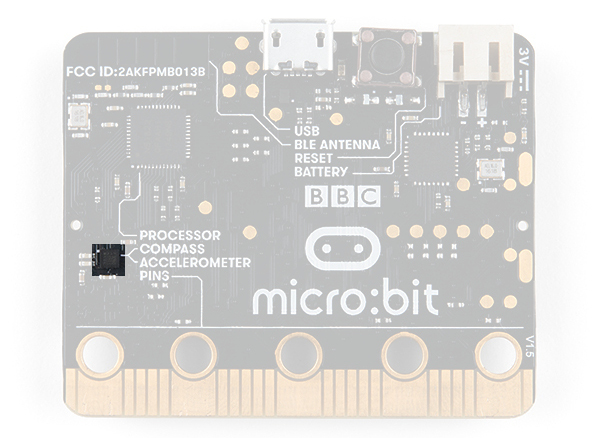 FCC ID:2AKFPMB013B
3V
USB
BLE ANTENNA
RESET
BATTERY
BBC
PROCESSOR
COMPASS
ACCELEROMETER
PINS
micro:bit
V1.5